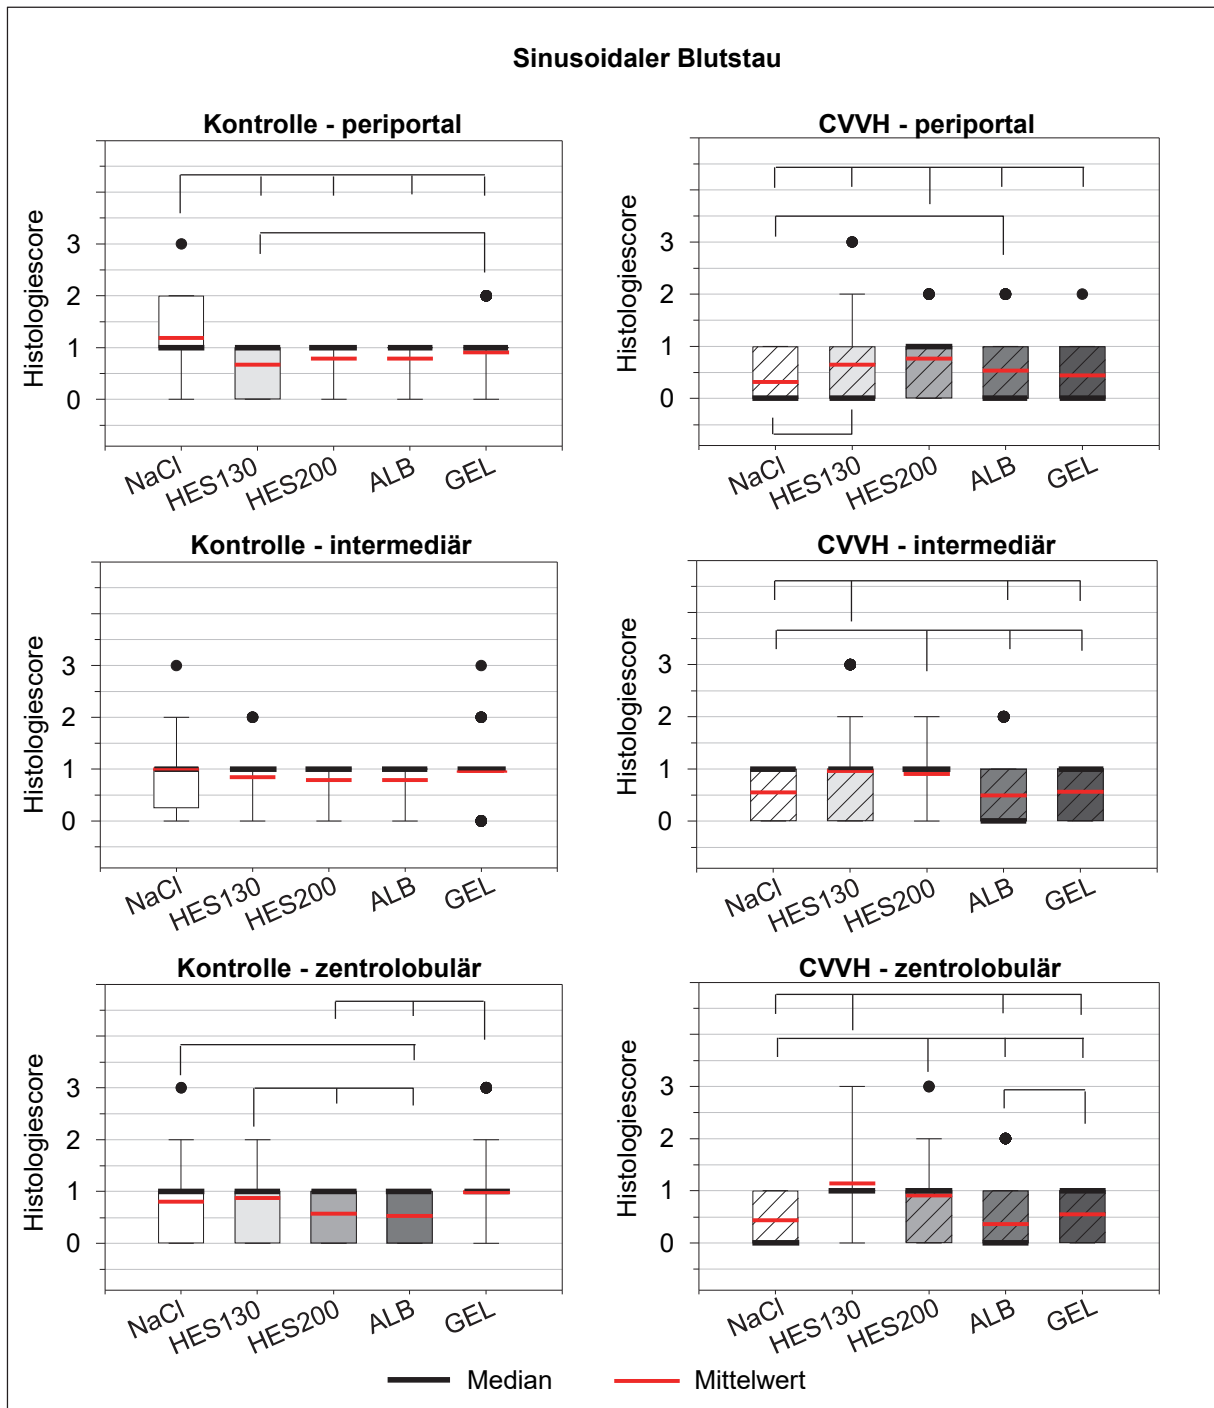 Sinusoidaler Blutstau
Kontrolle - periportal
Histologiescore
3
2
1
0
NaCl
HES130
HES200
ALB
GEL
CVVH - periportal
Histologiescore
3
2
1
0
NaCl
HES130
HES200
ALB
GEL
Kontrolle - intermediär
Histologiescore
3
2
1
0
NaCl
HES130
HES200
ALB
GEL
CVVH - intermediär
Histologiescore
3
2
1
0
NaCl
HES130
HES200
ALB
GEL
Kontrolle - zentrolobulär
Histologiescore
3
2
1
0
NaCl
HES130
HES200
ALB
GEL
CVVH - zentrolobulär
Histologiescore
3
2
1
0
NaCl
HES130
HES200
ALB
GEL
Median
Mittelwert